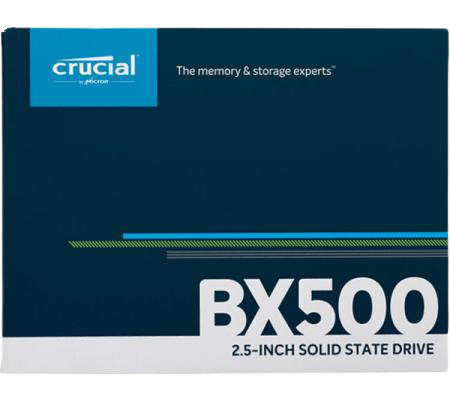 crucial
by Micron
The memory & storage experts™
BX500
2.5-INCH SOLID STATE DRIVE